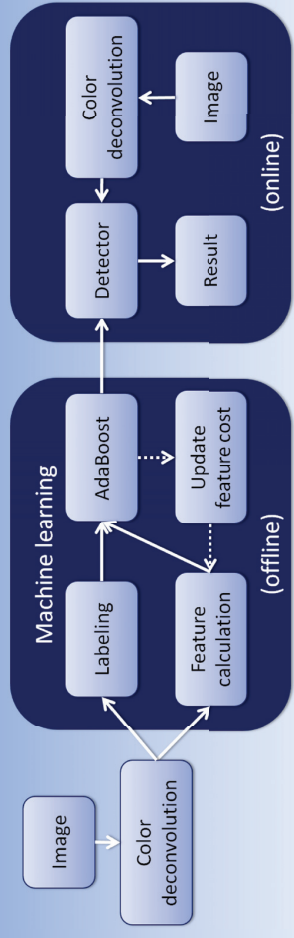 Image
Color
deconvolution
Machine learning
Labeling
AdaBoost
Feature
calculation
Update
feature cost
(offline)
Detector
Color
deconvolution
Result
Image
(online)